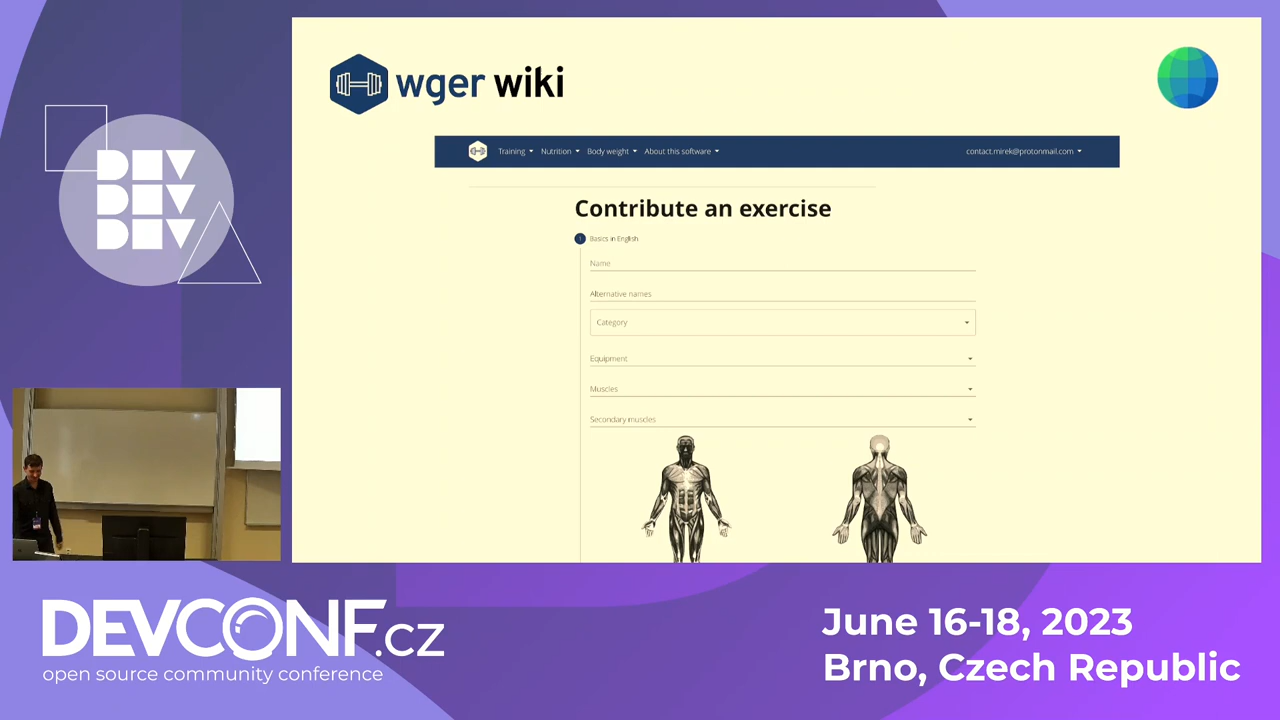 DEV
DEV
DEV
wger wiki
Training Nutrition Body weight About this software contact.mirek@protonmail.com
Contribute an exercise
1 Basics in English
Name
Alternative names
Category
Equipment
Muscles
Secondary muscles
DEVCONF.cz
open source community conference
June 16-18, 2023
Brno, Czech Republic